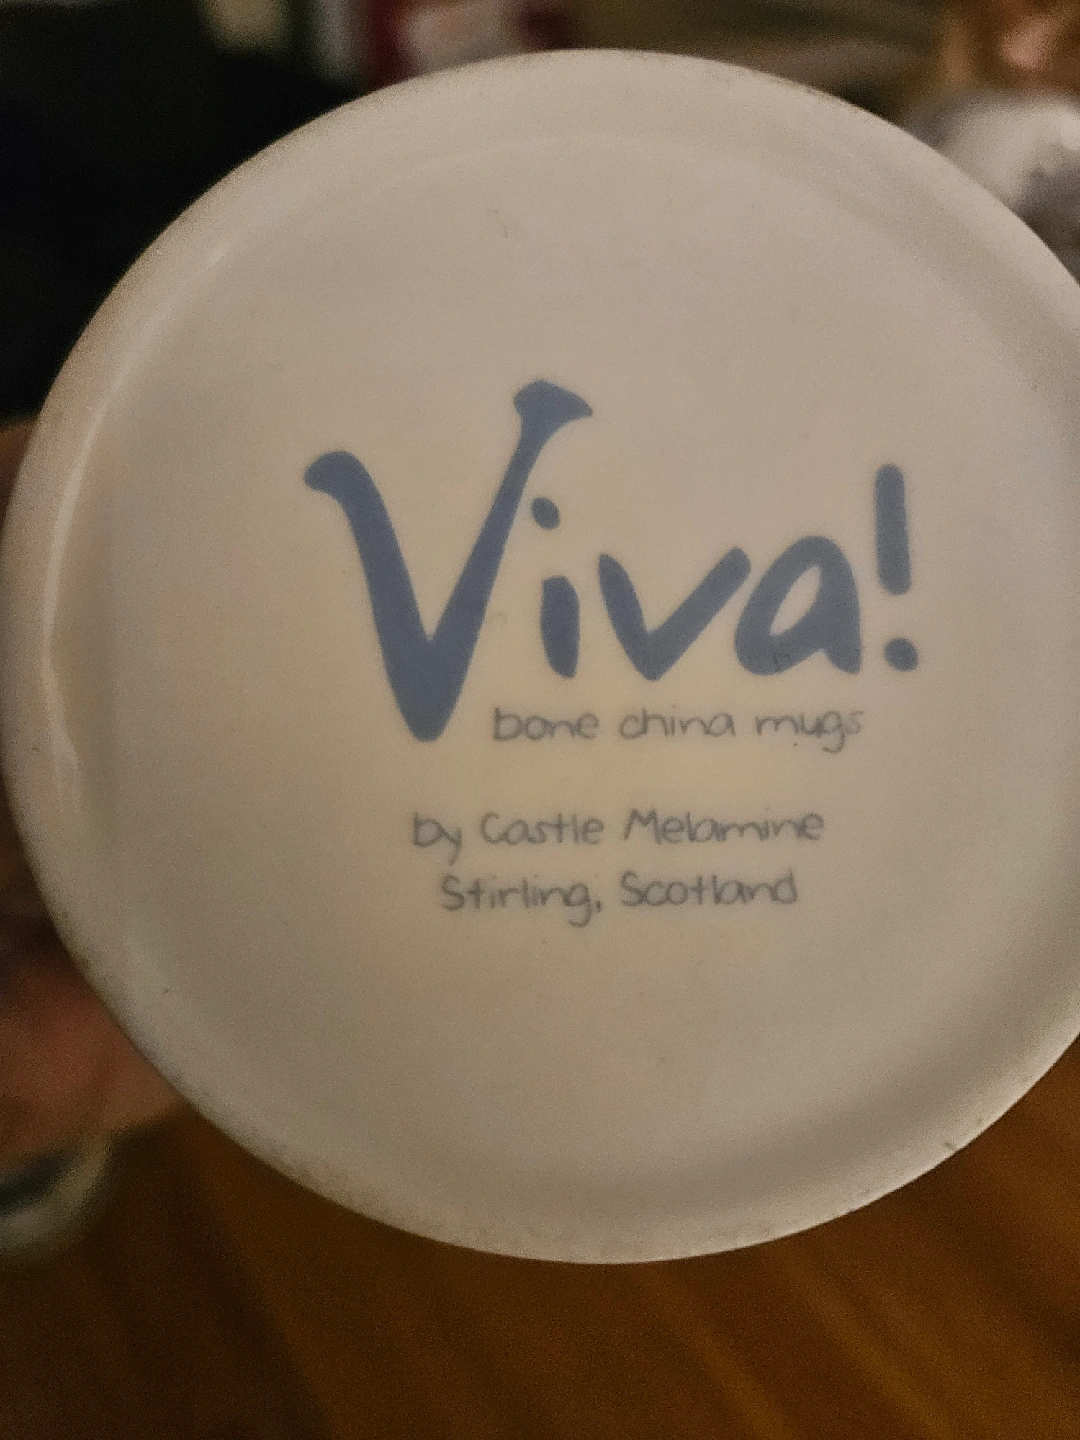 Viva!
bone china mugs
by Castle Melamine
Stirling, Scotland